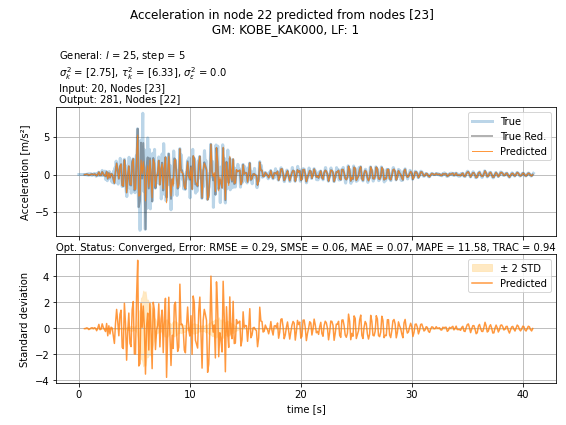 Acceleration in node 22 predicted from nodes [23]
GM: KOBE_KAK000, LF: 1
General: l = 25, step = 5
σ²ₖ = [2.75], τ²ₖ = [6.33], σ²ε = 0.0
Input: 20, Nodes [23]
Output: 281, Nodes [22]
Acceleration [m/s²]
5
0
−5
True
True Red.
Predicted
Opt. Status: Converged, Error: RMSE = 0.29, SMSE = 0.06, MAE = 0.07, MAPE = 11.58, TRAC = 0.94
Standard deviation
4
2
0
−2
−4
± 2 STD
Predicted
0 10 20 30 40
time [s]